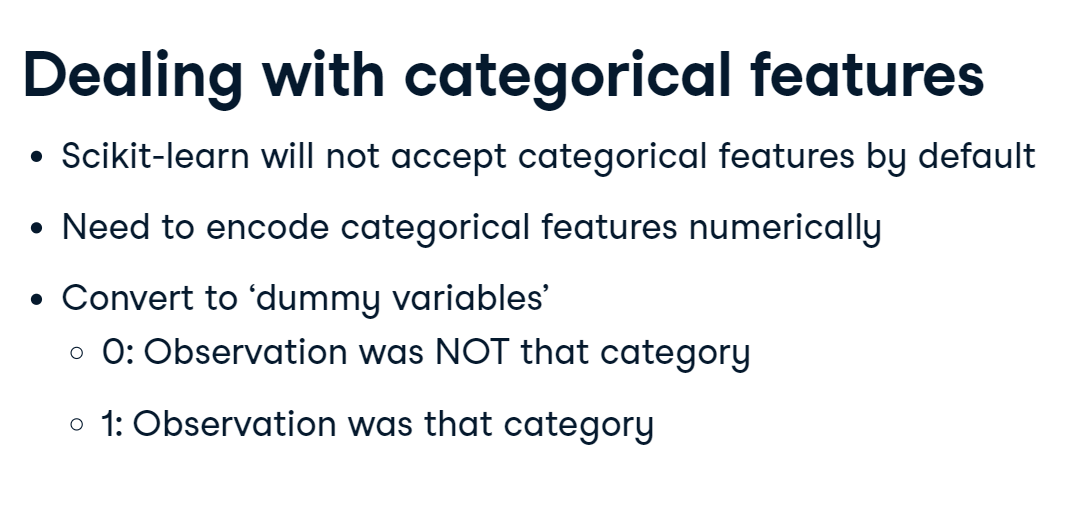 Dealing with categorical features
• Scikit-learn will not accept categorical features by default
• Need to encode categorical features numerically
• Convert to ‘dummy variables’
○ 0: Observation was NOT that category
○ 1: Observation was that category